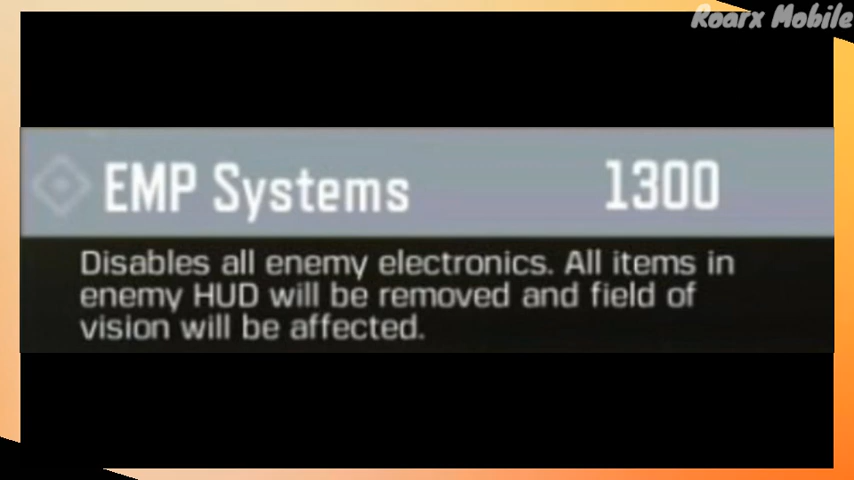 Roarx Mobile
EMP Systems 1300
Disables all enemy electronics. All items in
enemy HUD will be removed and field of
vision will be affected.